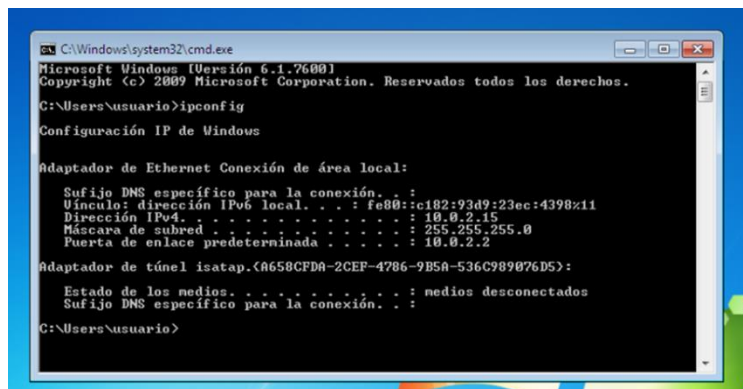 C:\Windows\system32\cmd.exe
Microsoft Windows [Versión 6.1.7600]
Copyright (c) 2009 Microsoft Corporation. Reservados todos los derechos.
C:\Users\usuario>ipconfig
Configuración IP de Windows
Adaptador de Ethernet Conexión de área local:
Sufijo DNS específico para la conexión. . :
Vínculo: dirección IPv6 local. . . : fe80::c182:93d9:23ec:4398%11
Dirección IPv4. . . . . . . . . . . . . . : 10.0.2.15
Máscara de subred . . . . . . . . . . . . : 255.255.255.0
Puerta de enlace predeterminada . . . . . : 10.0.2.2
Adaptador de túnel isatap.{A658CFDA-2CEF-4786-9B5A-536C989076D5}:
Estado de los medios. . . . . . . . . . . : medios desconectados
Sufijo DNS específico para la conexión. . :
C:\Users\usuario>